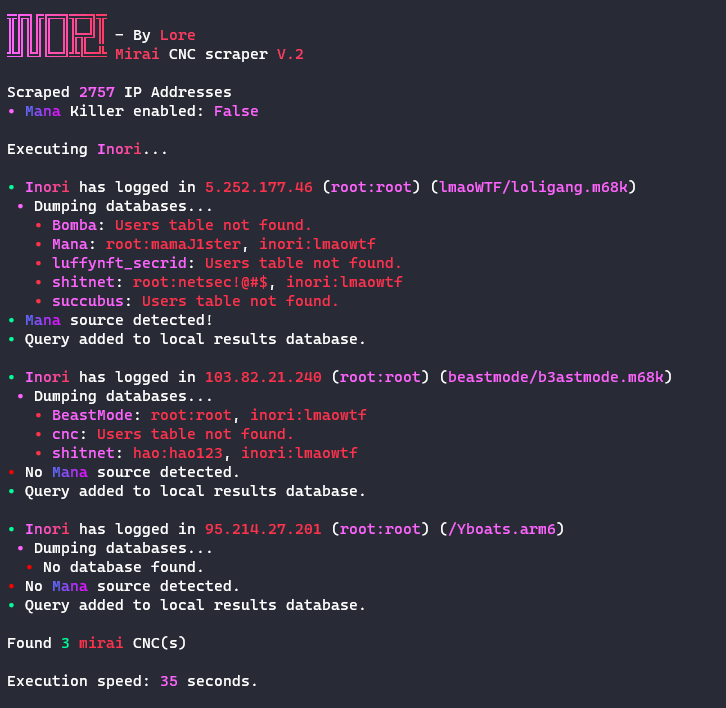 INORI - By Lore
Mirai CNC scraper V.2
Scraped 2757 IP Addresses
• Mana Killer enabled: False
Executing Inori...
• Inori has logged in 5.252.177.46 (root:root) (lmaoWTF/loligang.m68k)
• Dumping databases...
• Bomba: Users table not found.
• Mana: root:mamaJ1ster, inori:lmaowtf
• luffynft_secrid: Users table not found.
• shitnet: root:netsec!@#$, inori:lmaowtf
• succubus: Users table not found.
• Mana source detected!
• Query added to local results database.
• Inori has logged in 103.82.21.240 (root:root) (beastmode/b3astmode.m68k)
• Dumping databases...
• BeastMode: root:root, inori:lmaowtf
• cnc: Users table not found.
• shitnet: hao:hao123, inori:lmaowtf
• No Mana source detected.
• Query added to local results database.
• Inori has logged in 95.214.27.201 (root:root) (/Yboats.arm6)
• Dumping databases...
• No database found.
• No Mana source detected.
• Query added to local results database.
Found 3 mirai CNC(s)
Execution speed: 35 seconds.